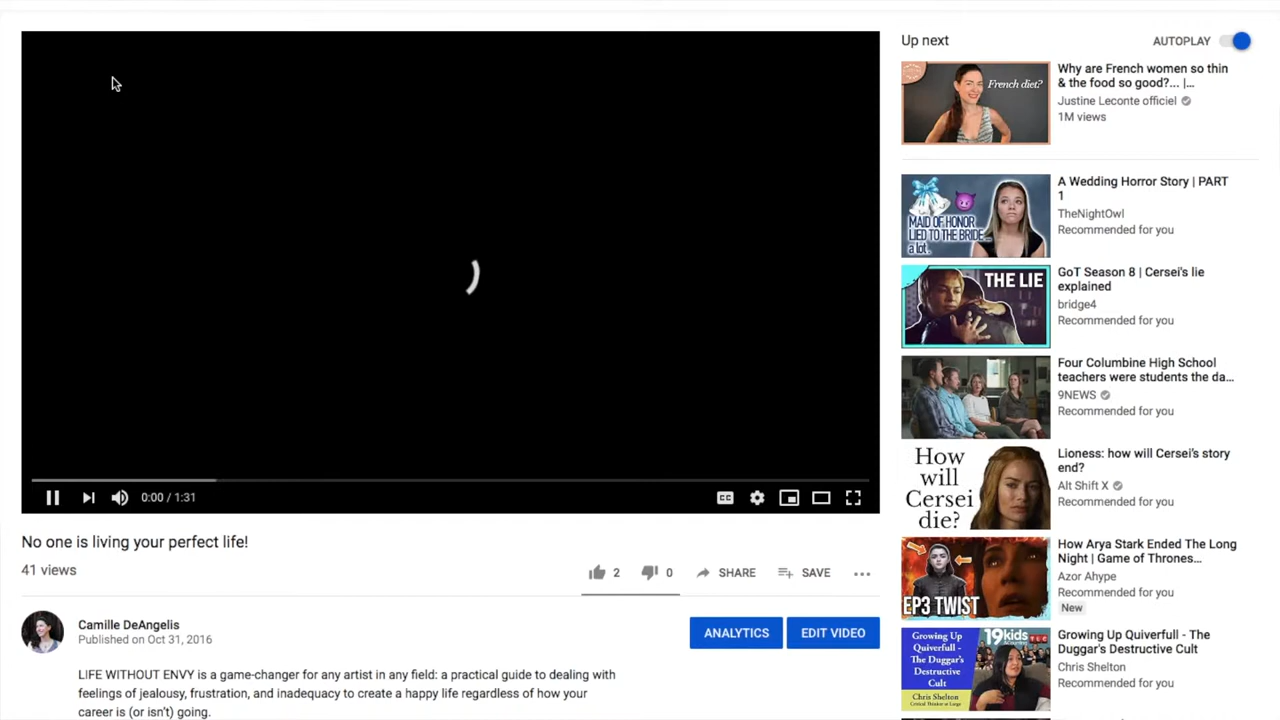 0:00 / 1:31
CC
No one is living your perfect life!
41 views
2
0
SHARE
SAVE
Camille DeAngelis
Published on Oct 31, 2016
ANALYTICS
EDIT VIDEO
LIFE WITHOUT ENVY is a game-changer for any artist in any field: a practical guide to dealing with
feelings of jealousy, frustration, and inadequacy to create a happy life regardless of how your
career is (or isn't) going.
Up next
AUTOPLAY
French diet?
Why are French women so thin
& the food so good?... |...
Justine Leconte officiel
1M views
MAID OF HONOR
LIED TO THE BRIDE...
a lot.
A Wedding Horror Story | PART
1
TheNightOwl
Recommended for you
THE LIE
GoT Season 8 | Cersei's lie
explained
bridge4
Recommended for you
Four Columbine High School
teachers were students the da...
9NEWS
Recommended for you
How
will
Cersei
die?
Lioness: how will Cersei's story
end?
Alt Shift X
Recommended for you
EP3 TWIST
How Arya Stark Ended The Long
Night | Game of Thrones...
Azor Ahype
Recommended for you
New
Growing Up
Quiverfull -
The Duggar's
Destructive
Cult
Chris Shelton
Critical Thinker at Large
19 kids
TLC
Growing Up Quiverfull - The
Duggar's Destructive Cult
Chris Shelton
Recommended for you